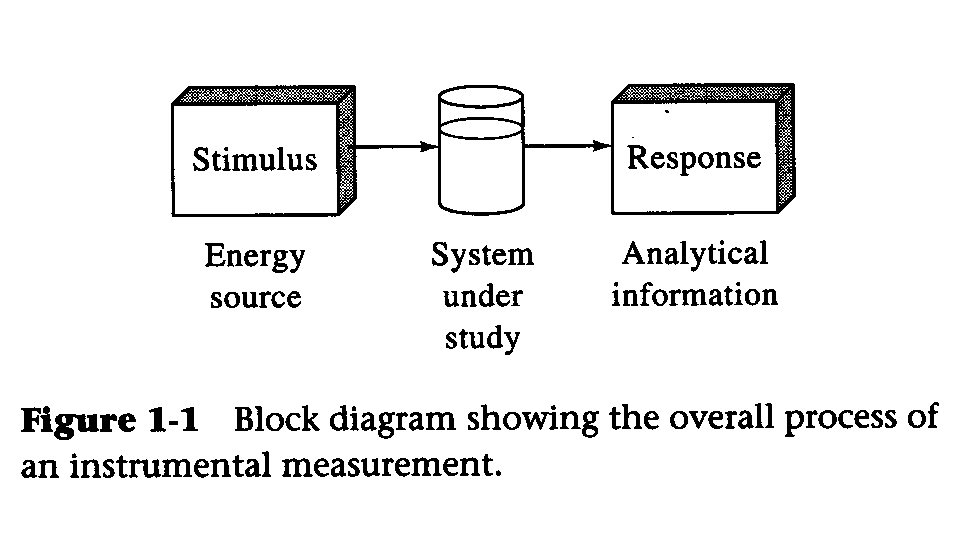 Stimulus
Response
Energy
source
System
under
study
Analytical
information
Figure 1-1 Block diagram showing the overall process of
an instrumental measurement.